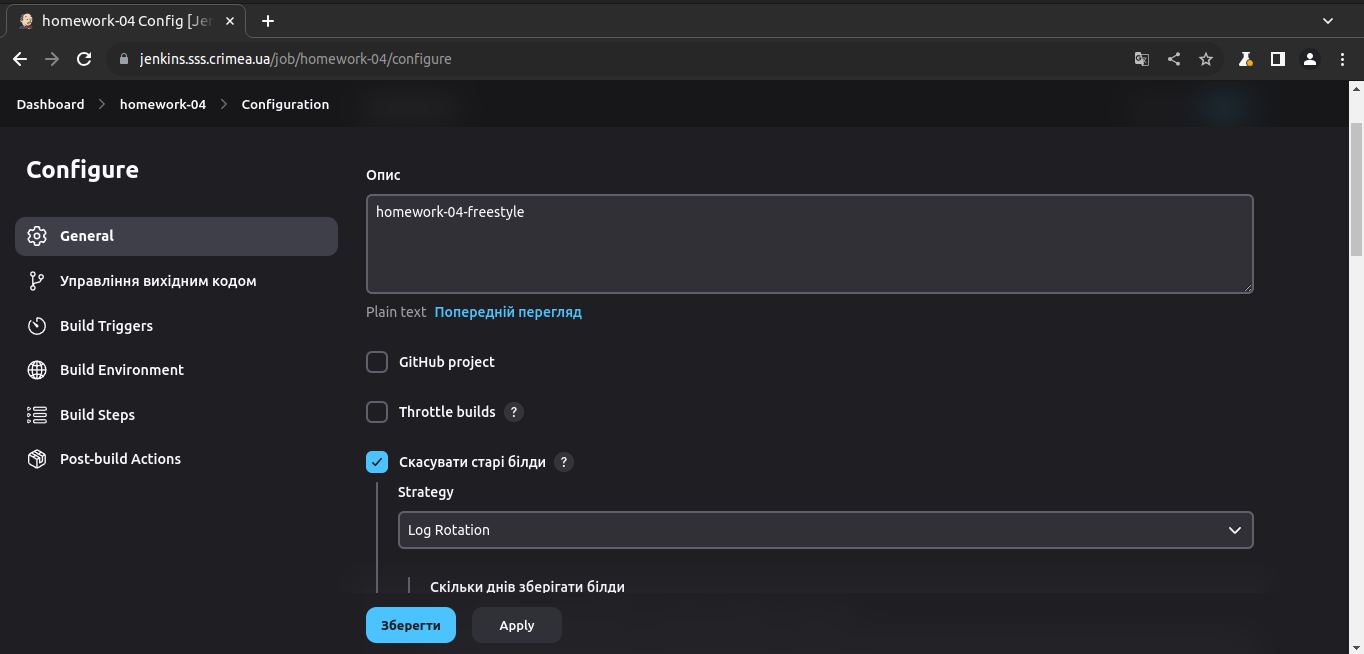 homework-04 Config [Jen
jenkins.sss.crimea.ua/job/homework-04/configure
Dashboard > homework-04 > Configuration
Configure
General
Управління вихідним кодом
Build Triggers
Build Environment
Build Steps
Post-build Actions
Опис
homework-04-freestyle
Plain text Попередній перегляд
GitHub project
Throttle builds ?
Скасувати старі білди ?
Strategy
Log Rotation
Скільки днів зберігати білди
Зберегти Apply